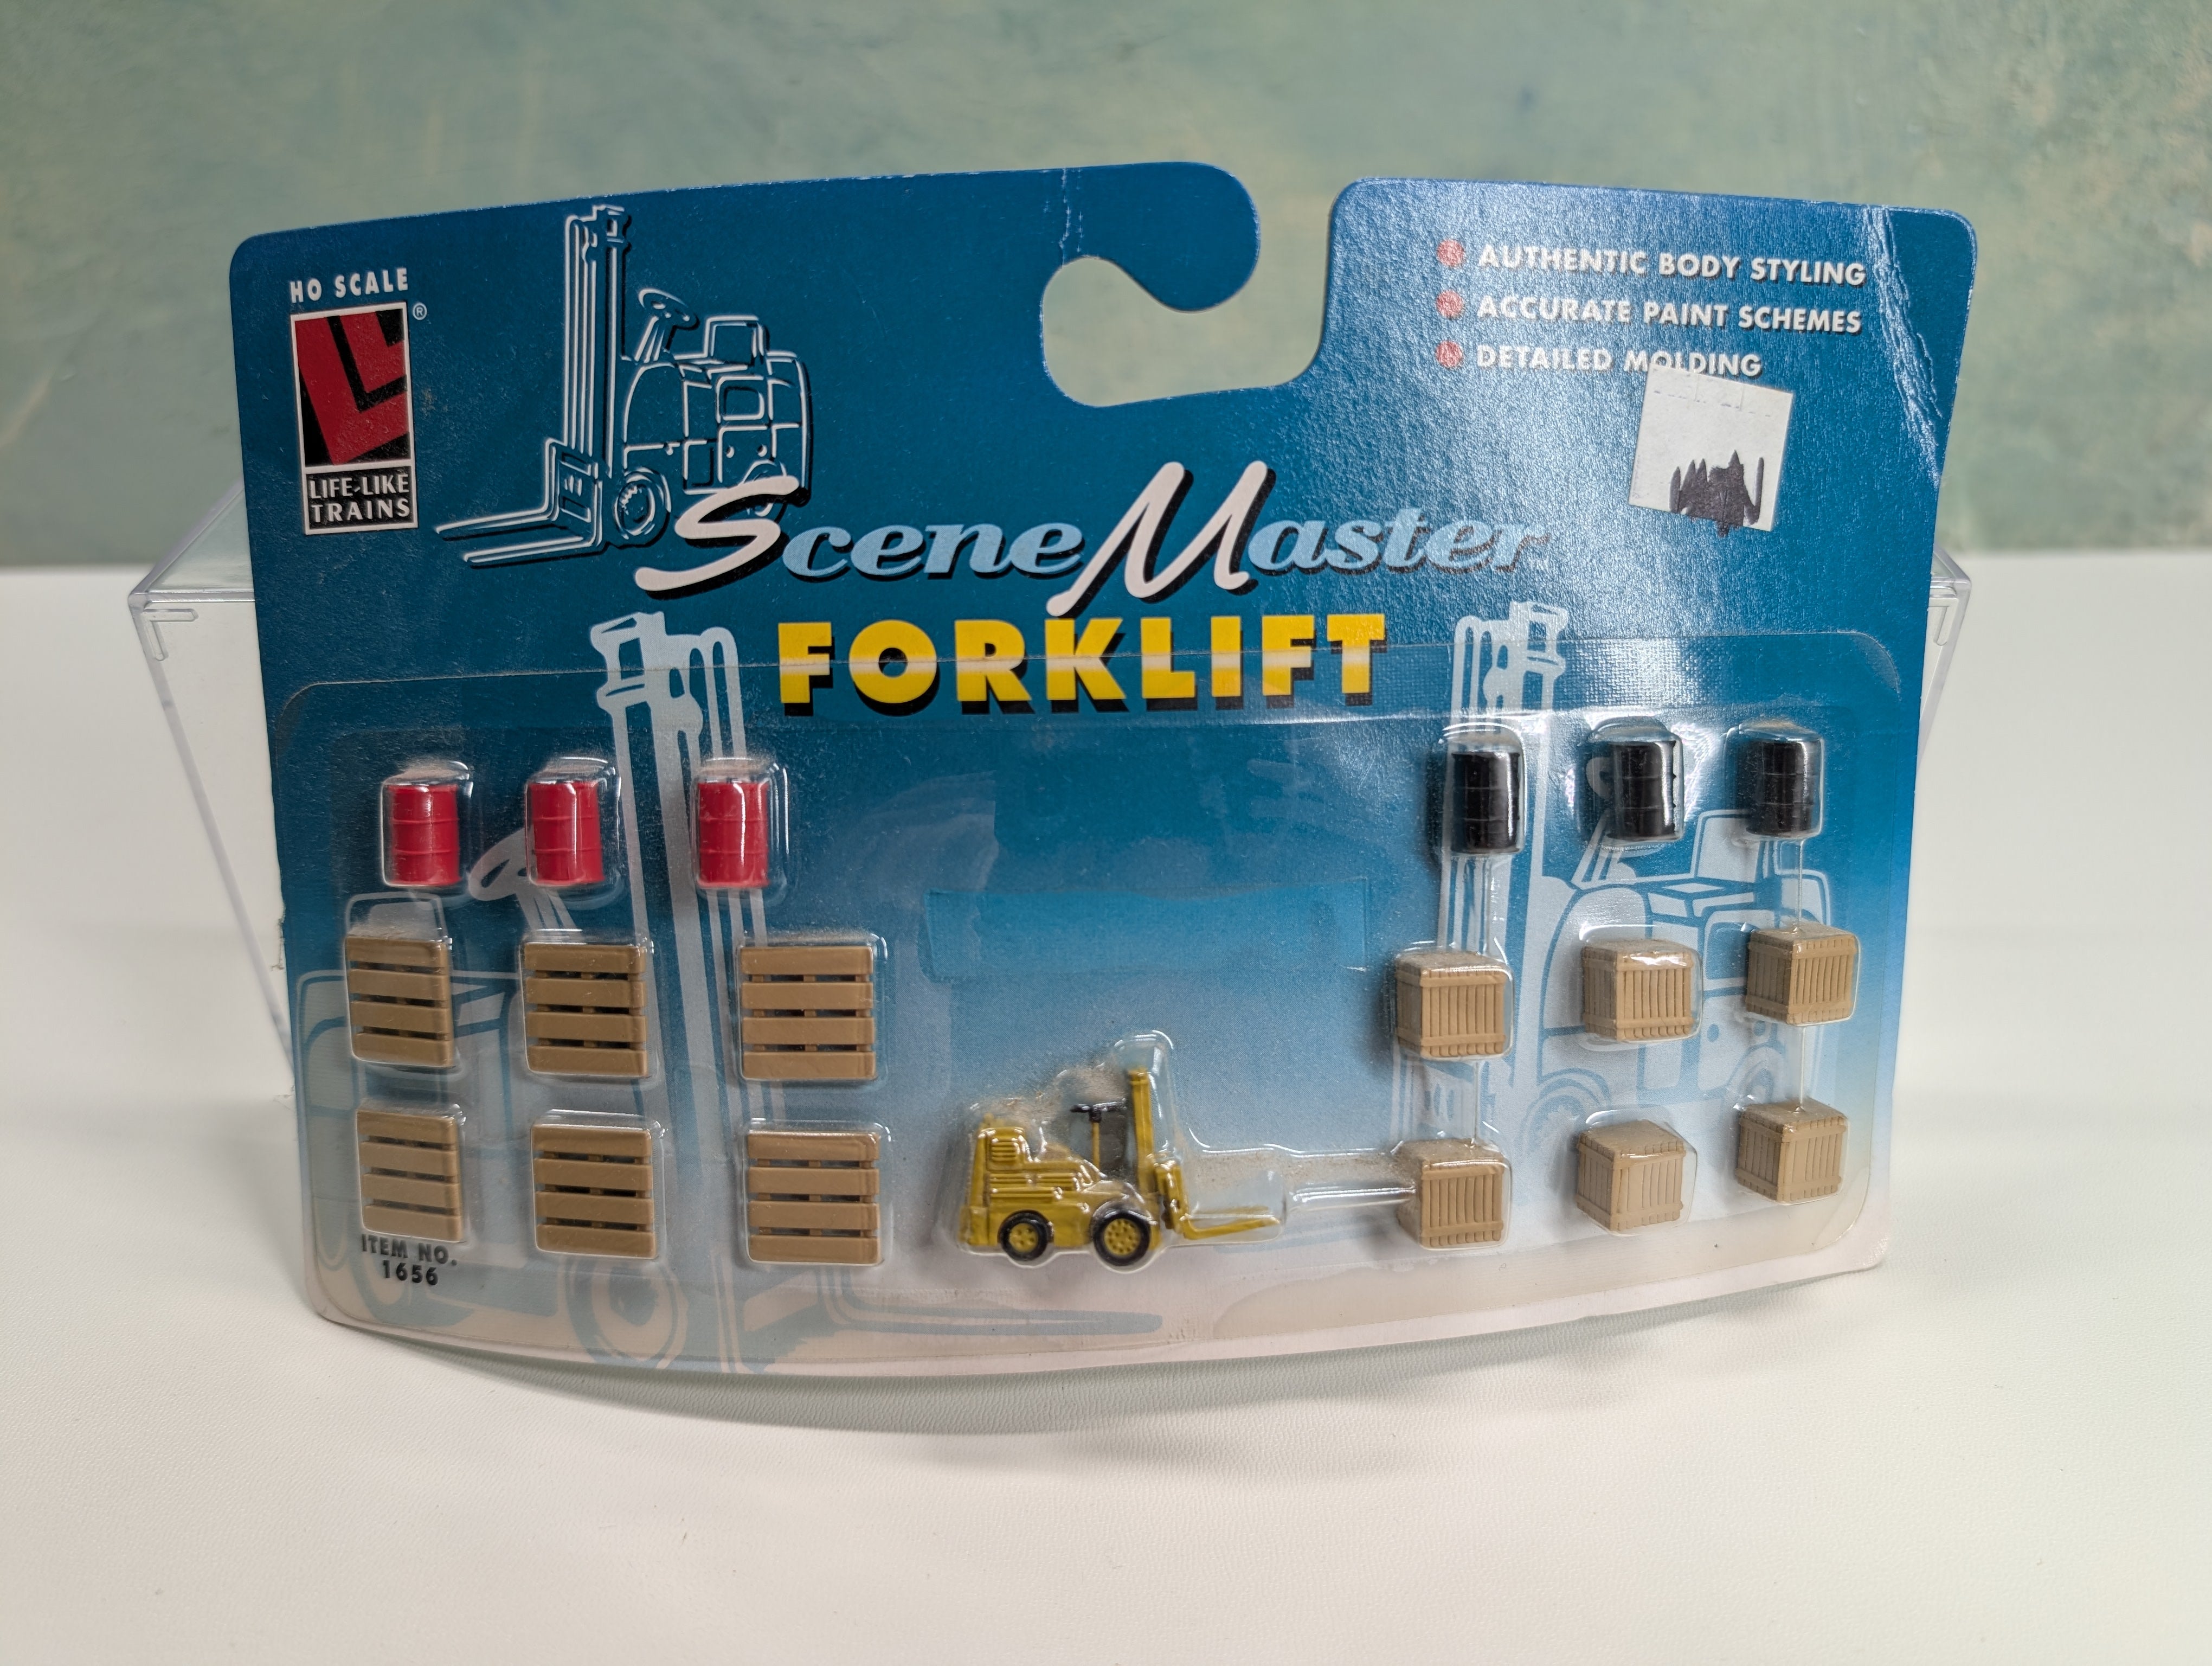 HO SCALE
®
LIFE-LIKE
TRAINS
AUTHENTIC BODY STYLING
ACCURATE PAINT SCHEMES
DETAILED MOLDING
SceneMaster
FORKLIFT
ITEM NO.
1656